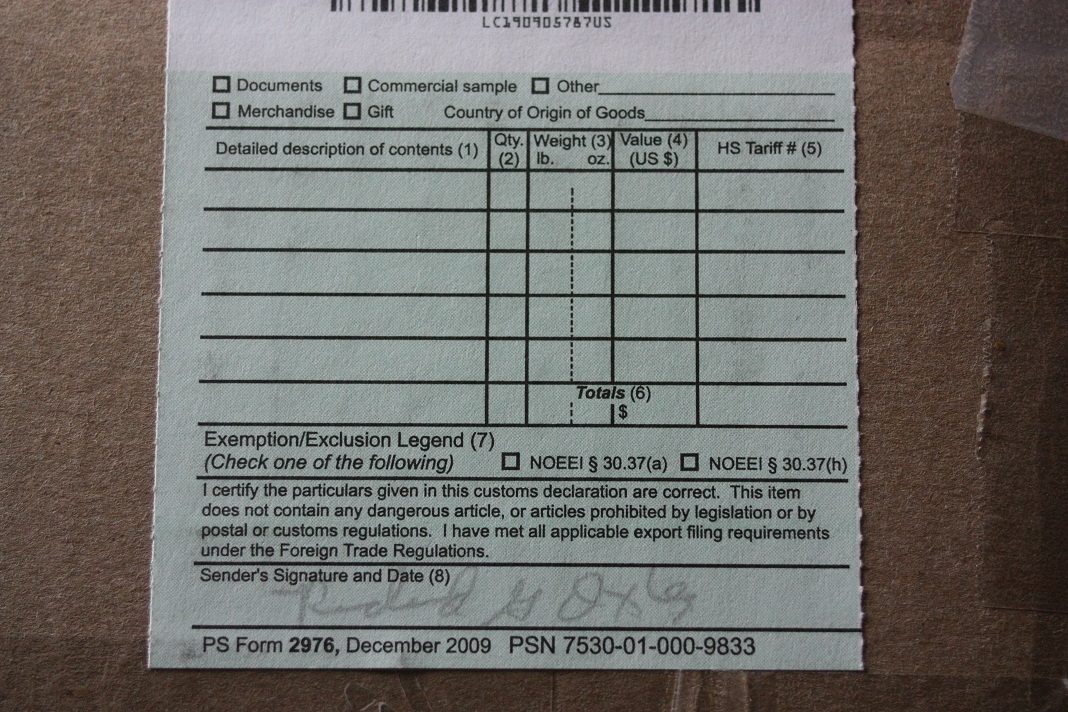 LC190905787US
Documents Commercial sample Other
Merchandise Gift Country of Origin of Goods
Detailed description of contents (1) Qty. (2) Weight (3) lb. oz. Value (4) (US $) HS Tariff # (5)
Totals (6)
$
Exemption/Exclusion Legend (7)
(Check one of the following) NOEEI § 30.37(a) NOEEI § 30.37(h)
I certify the particulars given in this customs declaration are correct. This item
does not contain any dangerous article, or articles prohibited by legislation or by
postal or customs regulations. I have met all applicable export filing requirements
under the Foreign Trade Regulations.
Sender's Signature and Date (8)
PS Form 2976, December 2009 PSN 7530-01-000-9833